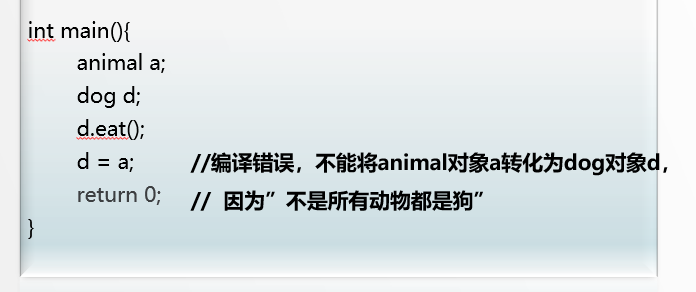 int main(){
animal a;
dog d;
d.eat();
d = a; //编译错误，不能将animal对象a转化为dog对象d，
return 0; // 因为”不是所有动物都是狗”
}